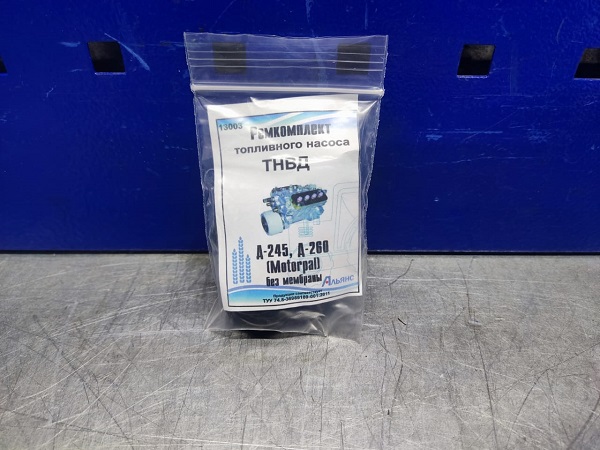 13003
Ремкомплект
топливного насоса
ТНВД
А-245, А-260
(Motorpal)
без мембраны
Альянс